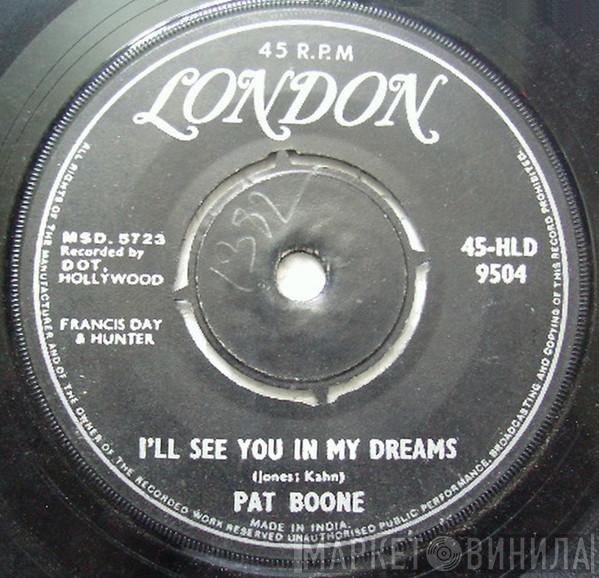 45 R.P.M
LONDON
ALL RIGHTS OF THE MANUFACTURER AND OF THE OWNER OF THE RECORDED WORK RESERVED UNAUTHORISED PUBLIC PERFORMANCE, BROADCASTING AND COPYING OF THIS RECORD PROHIBITED.
MSD. 5723
Recorded by
DOT,
HOLLYWOOD
FRANCIS DAY
& HUNTER
1392
45-HLD
9504
I'LL SEE YOU IN MY DREAMS
(Jones; Kahn)
PAT BOONE
MADE IN INDIA.
МАРКЕТ ВИНИЛА